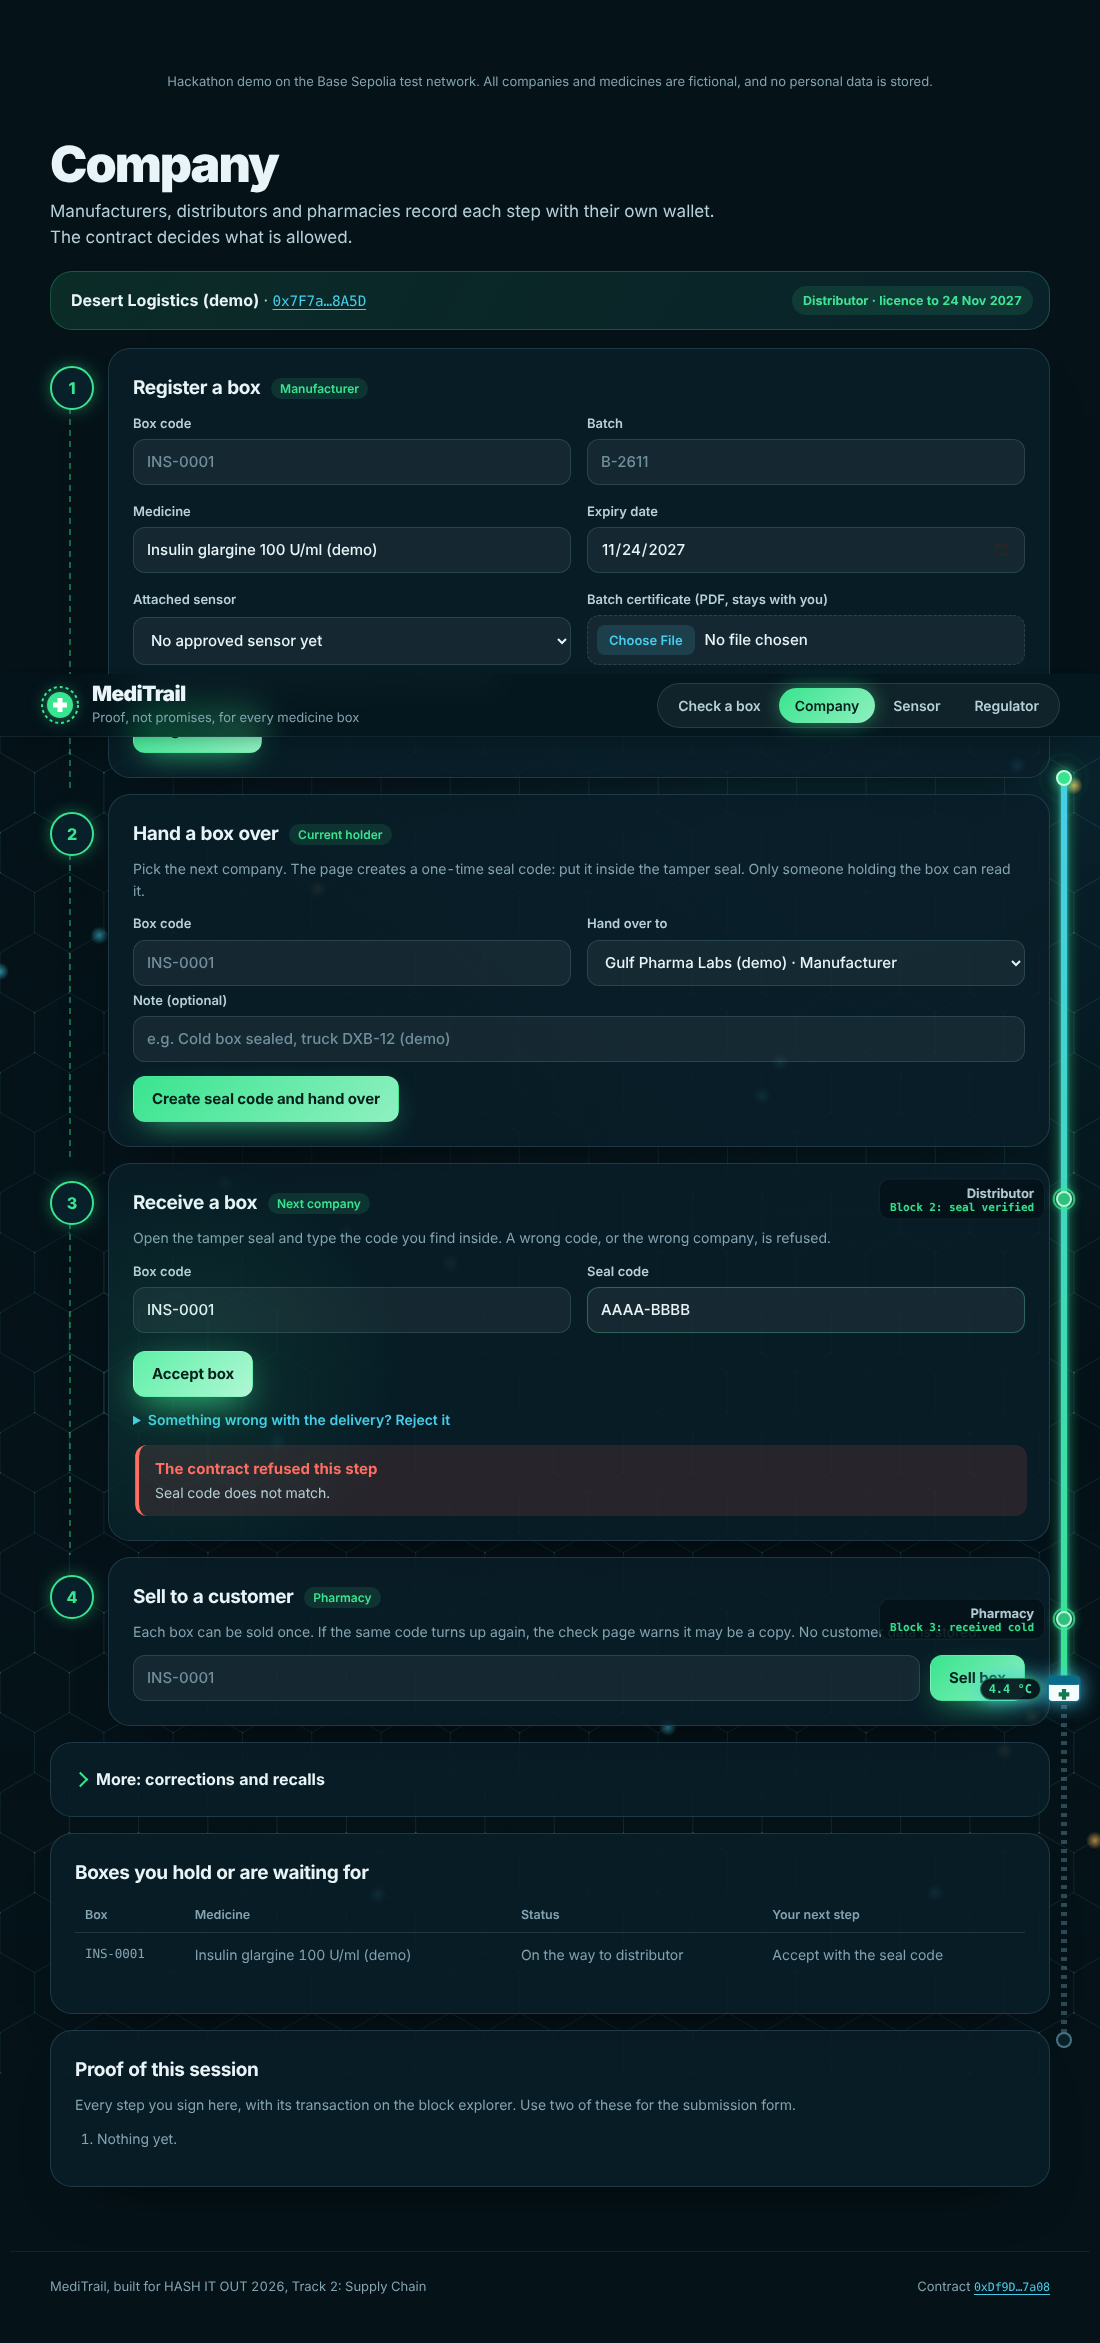 Hackathon demo on the Base Sepolia test network. All companies and medicines are fictional, and no personal data is stored.
Company
Manufacturers, distributors and pharmacies record each step with their own wallet.
The contract decides what is allowed.
Desert Logistics (demo) · 0x7F7a…8A5D
Distributor · licence to 24 Nov 2027
1
Register a box
Manufacturer
Box code
Batch
INS-0001
B-2611
Medicine
Expiry date
Insulin glargine 100 U/ml (demo)
11/24/2027
Attached sensor
Batch certificate (PDF, stays with you)
No approved sensor yet
Choose File
No file chosen
MediTrail
Proof, not promises, for every medicine box
Check a box
Company
Sensor
Regulator
2
Hand a box over
Current holder
Pick the next company. The page creates a one-time seal code: put it inside the tamper seal. Only someone holding the box can read
it.
Box code
Hand over to
INS-0001
Gulf Pharma Labs (demo) · Manufacturer
Note (optional)
e.g. Cold box sealed, truck DXB-12 (demo)
Create seal code and hand over
3
Receive a box
Next company
Distributor
Block 2: seal verified
Open the tamper seal and type the code you find inside. A wrong code, or the wrong company, is refused.
Box code
Seal code
INS-0001
AAAA-BBBB
Accept box
Something wrong with the delivery? Reject it
The contract refused this step
Seal code does not match.
4
Sell to a customer
Pharmacy
Pharmacy
Block 3: received cold
Each box can be sold once. If the same code turns up again, the check page warns it may be a copy. No customer
INS-0001
Sell box
4.4 °C
More: corrections and recalls
Boxes you hold or are waiting for
Box
Medicine
Status
Your next step
INS-0001
Insulin glargine 100 U/ml (demo)
On the way to distributor
Accept with the seal code
Proof of this session
Every step you sign here, with its transaction on the block explorer. Use two of these for the submission form.
1. Nothing yet.
MediTrail, built for HASH IT OUT 2026, Track 2: Supply Chain
Contract 0xDf9D…7a08